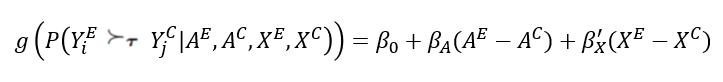 g(P(Y_i^E ≻_τ Y_j^C|A^E, A^C, X^E, X^C)) = β_0 + β_A(A^E − A^C) + β_X′(X^E − X^C)